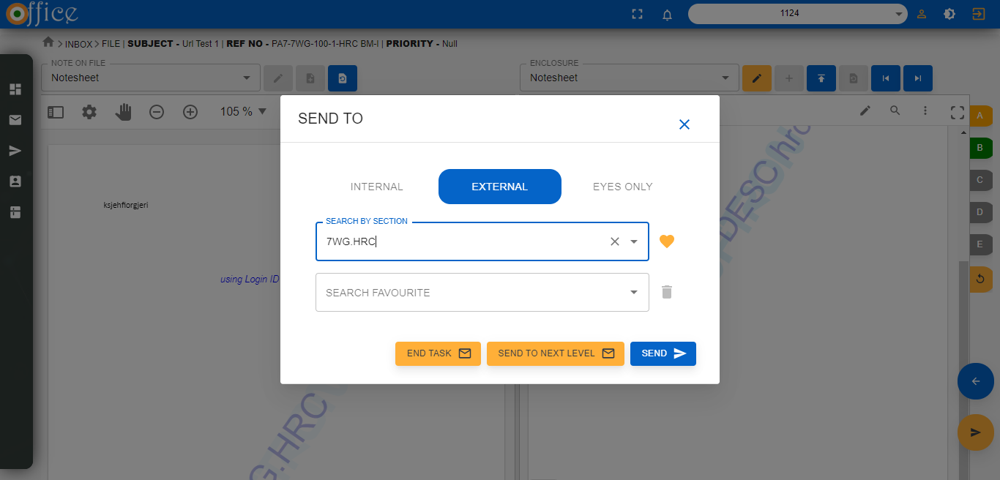 Office
1124
INBOX > FILE | SUBJECT - Url Test 1 | REF NO - PA7-7WG-100-1-HRC BM-I | PRIORITY - Null
NOTE ON FILE
Notesheet
ENCLOSURE
Notesheet
105 %
SEND TO
INTERNAL
EXTERNAL
EYES ONLY
SEARCH BY SECTION
7WG.HRC
SEARCH FAVOURITE
END TASK
SEND TO NEXT LEVEL
SEND
ksjehfiorgjeri
using Login ID
G.HRC
DESC hrc
A
B
C
D
E